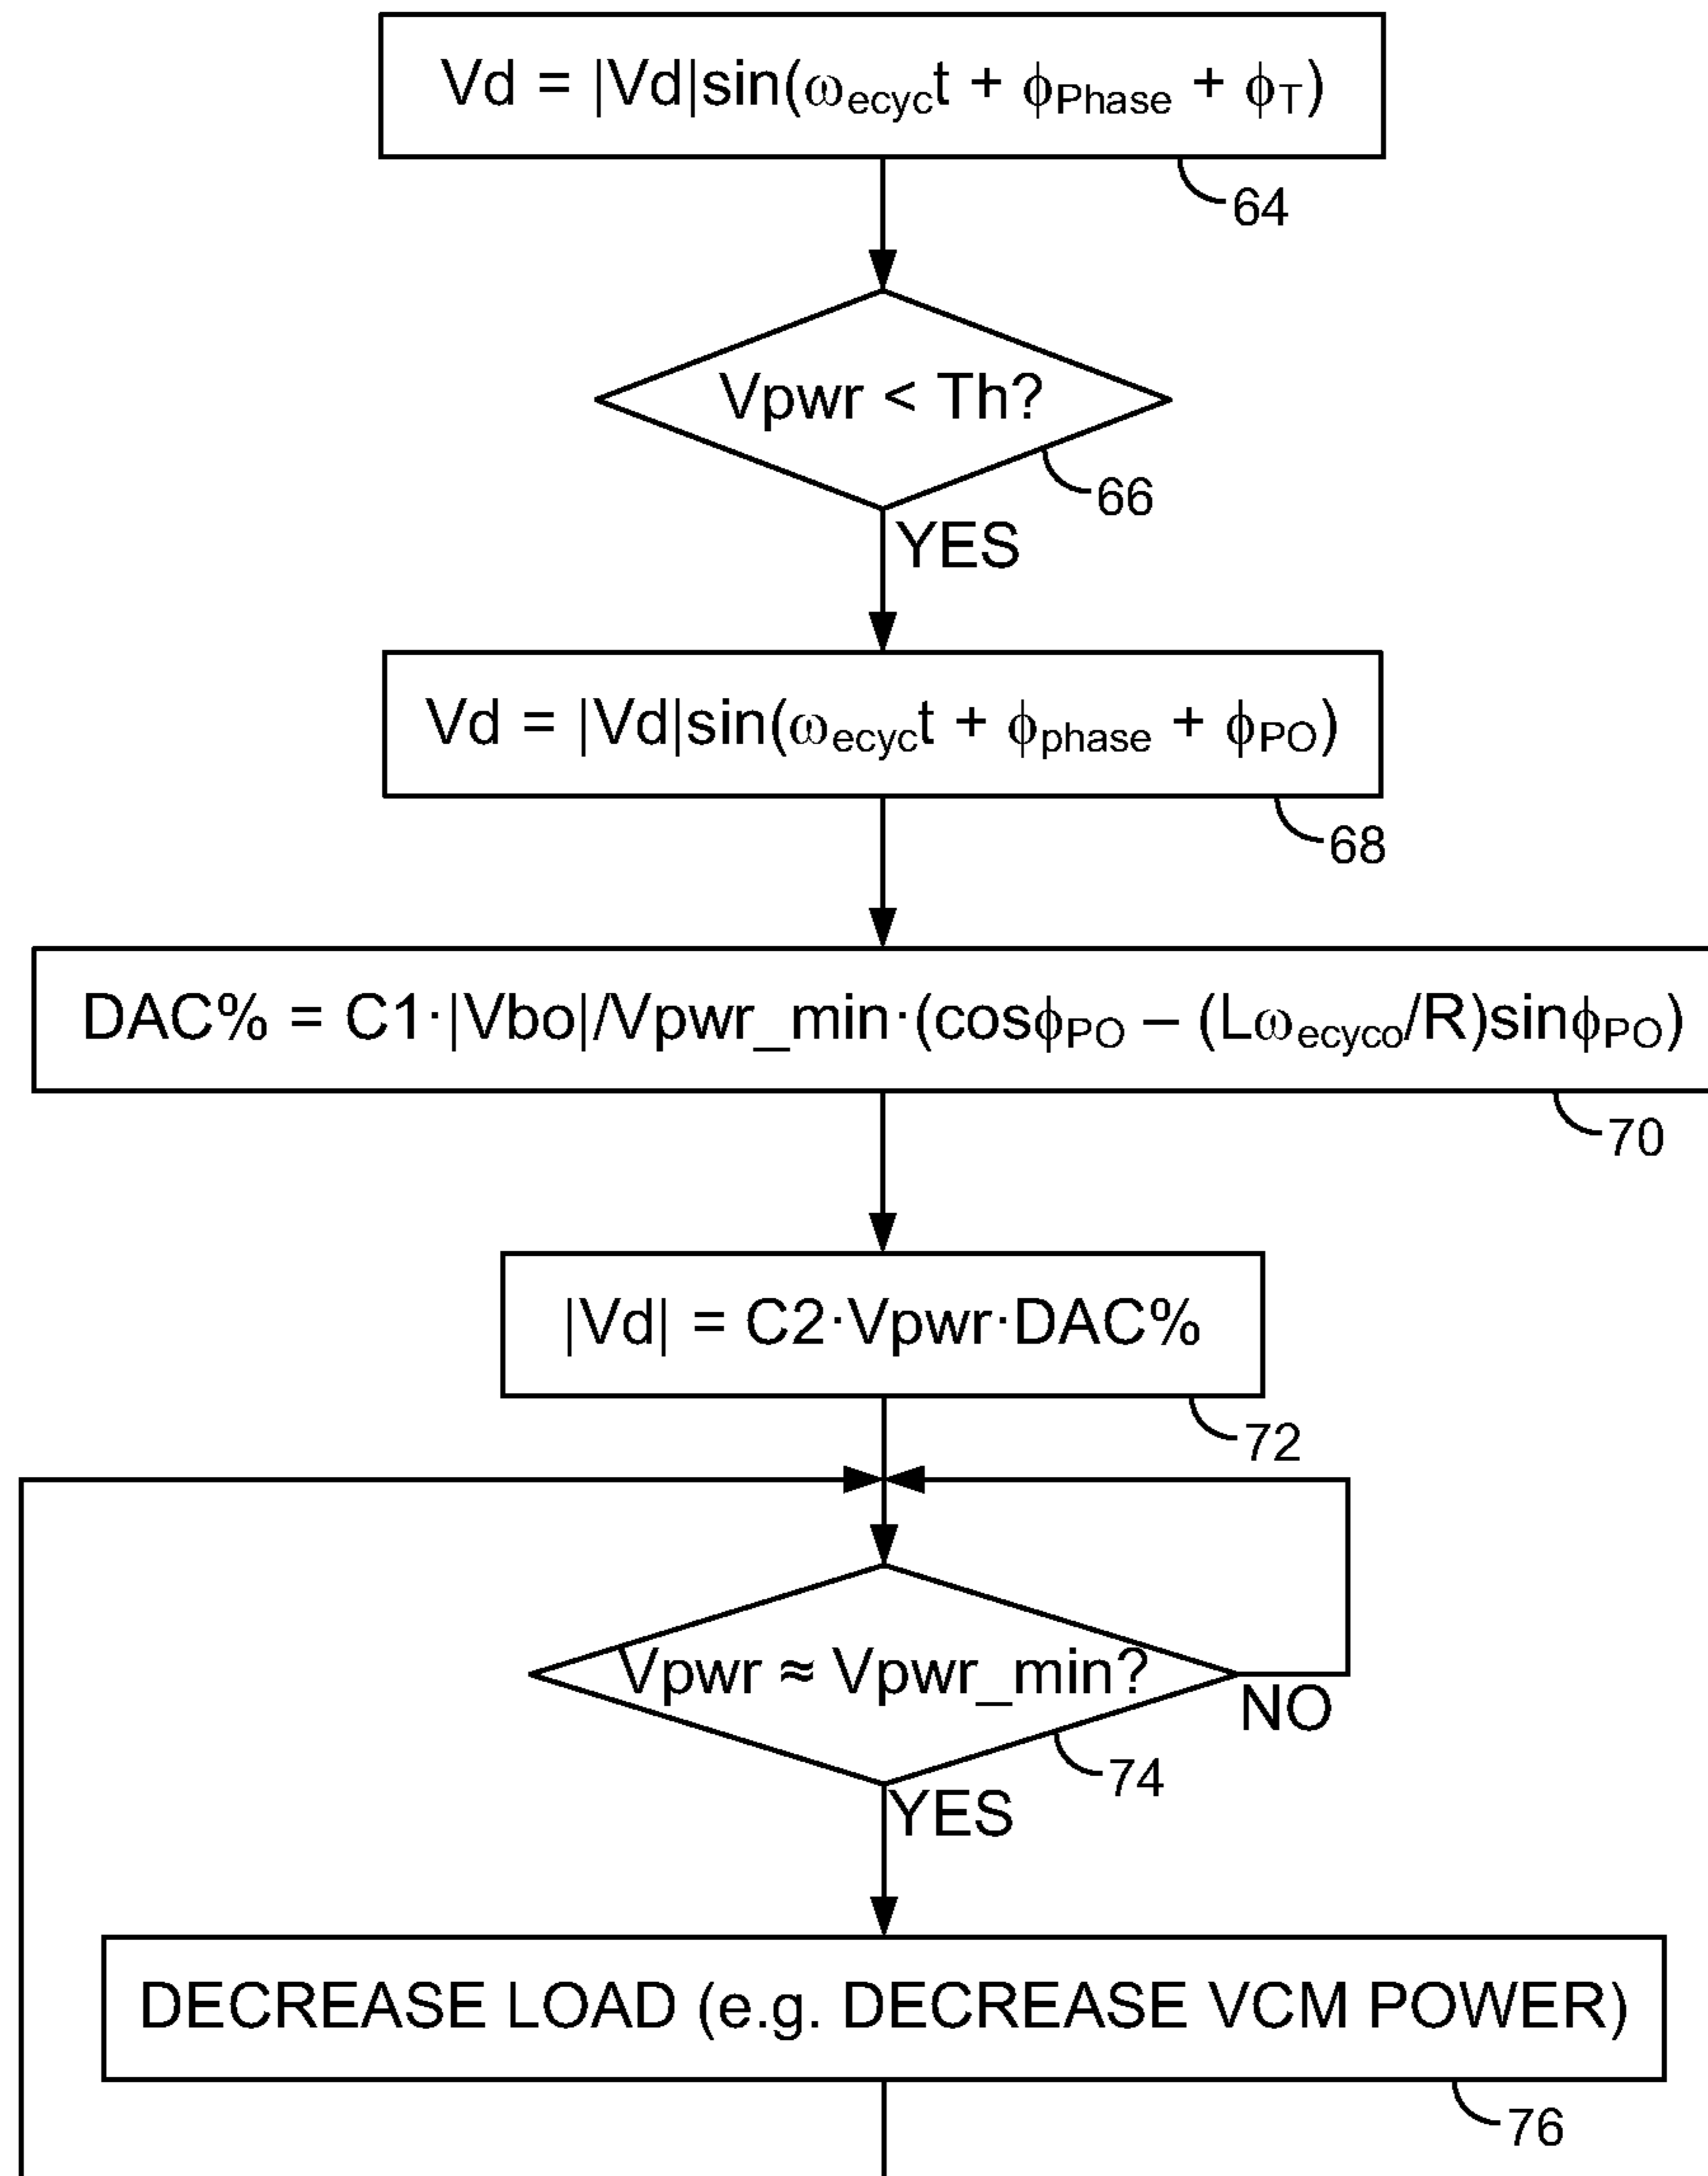 Vd = |Vd|sin(ωecyct + ϕPhase + ϕT)
64
Vpwr < Th?
66
YES
Vd = |Vd|sin(ωecyct + ϕphase + ϕPO)
68
DAC% = C1·|Vbo|/Vpwr_min·(cosϕPO – (Lωecyco/R)sinϕPO)
70
|Vd| = C2·Vpwr·DAC%
72
Vpwr ≈ Vpwr_min?
NO
74
YES
DECREASE LOAD (e.g. DECREASE VCM POWER)
76